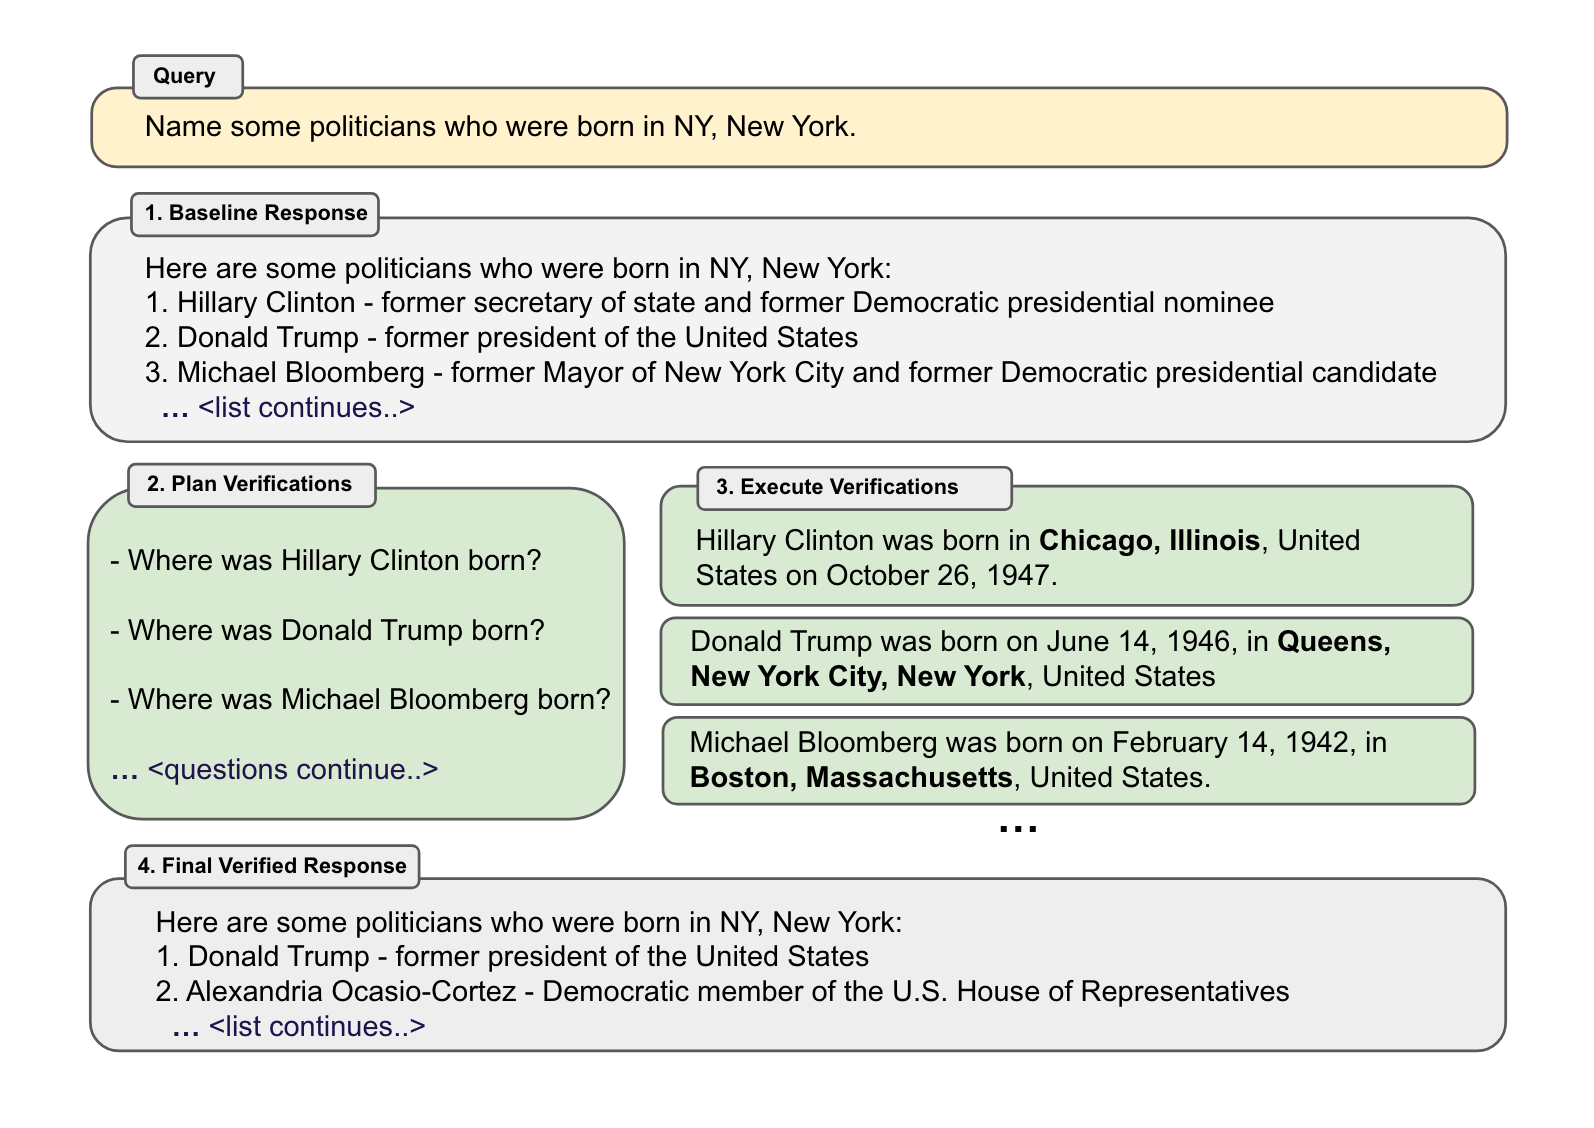 Query
Name some politicians who were born in NY, New York.
1. Baseline Response
Here are some politicians who were born in NY, New York:
1. Hillary Clinton - former secretary of state and former Democratic presidential nominee
2. Donald Trump - former president of the United States
3. Michael Bloomberg - former Mayor of New York City and former Democratic presidential candidate
... <list continues..>
2. Plan Verifications
- Where was Hillary Clinton born?
- Where was Donald Trump born?
- Where was Michael Bloomberg born?
... <questions continue..>
3. Execute Verifications
Hillary Clinton was born in Chicago, Illinois, United
States on October 26, 1947.
Donald Trump was born on June 14, 1946, in Queens,
New York City, New York, United States
Michael Bloomberg was born on February 14, 1942, in
Boston, Massachusetts, United States.
...
4. Final Verified Response
Here are some politicians who were born in NY, New York:
1. Donald Trump - former president of the United States
2. Alexandria Ocasio-Cortez - Democratic member of the U.S. House of Representatives
... <list continues..>